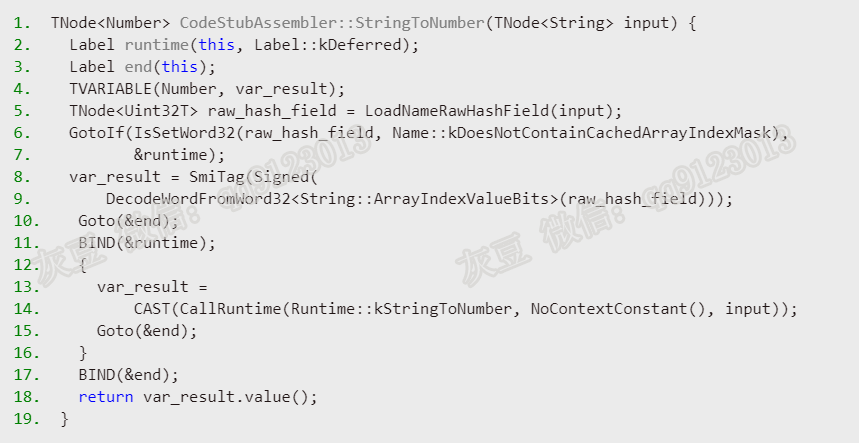 1. TNode<Number> CodeStubAssembler::StringToNumber(TNode<String> input) {
2. Label runtime(this, Label::kDeferred);
3. Label end(this);
4. TVARIABLE(Number, var_result);
5. TNode<Uint32T> raw_hash_field = LoadNameRawHashField(input);
6. GotoIf(IsSetWord32(raw_hash_field, Name::kDoesNotContainCachedArrayIndexMask),
7. &runtime);
8. var_result = SmiTag(Signed(
9. DecodeWordFromWord32<String::ArrayIndexValueBits>(raw_hash_field)));
10. Goto(&end);
11. BIND(&runtime);
12. {
13. var_result =
14. CAST(CallRuntime(Runtime::kStringToNumber, NoContextConstant(), input));
15. Goto(&end);
16. }
17. BIND(&end);
18. return var_result.value();
19. }
灰豆 微信: qq9123013
灰豆 微信: qq9123013